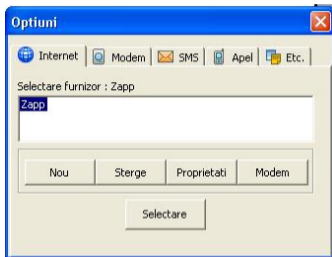 Optiuni
Internet Modem SMS Apel Etc.
Selectare furnizor : Zapp
Zapp
Nou Sterge Proprietati Modem
Selectare